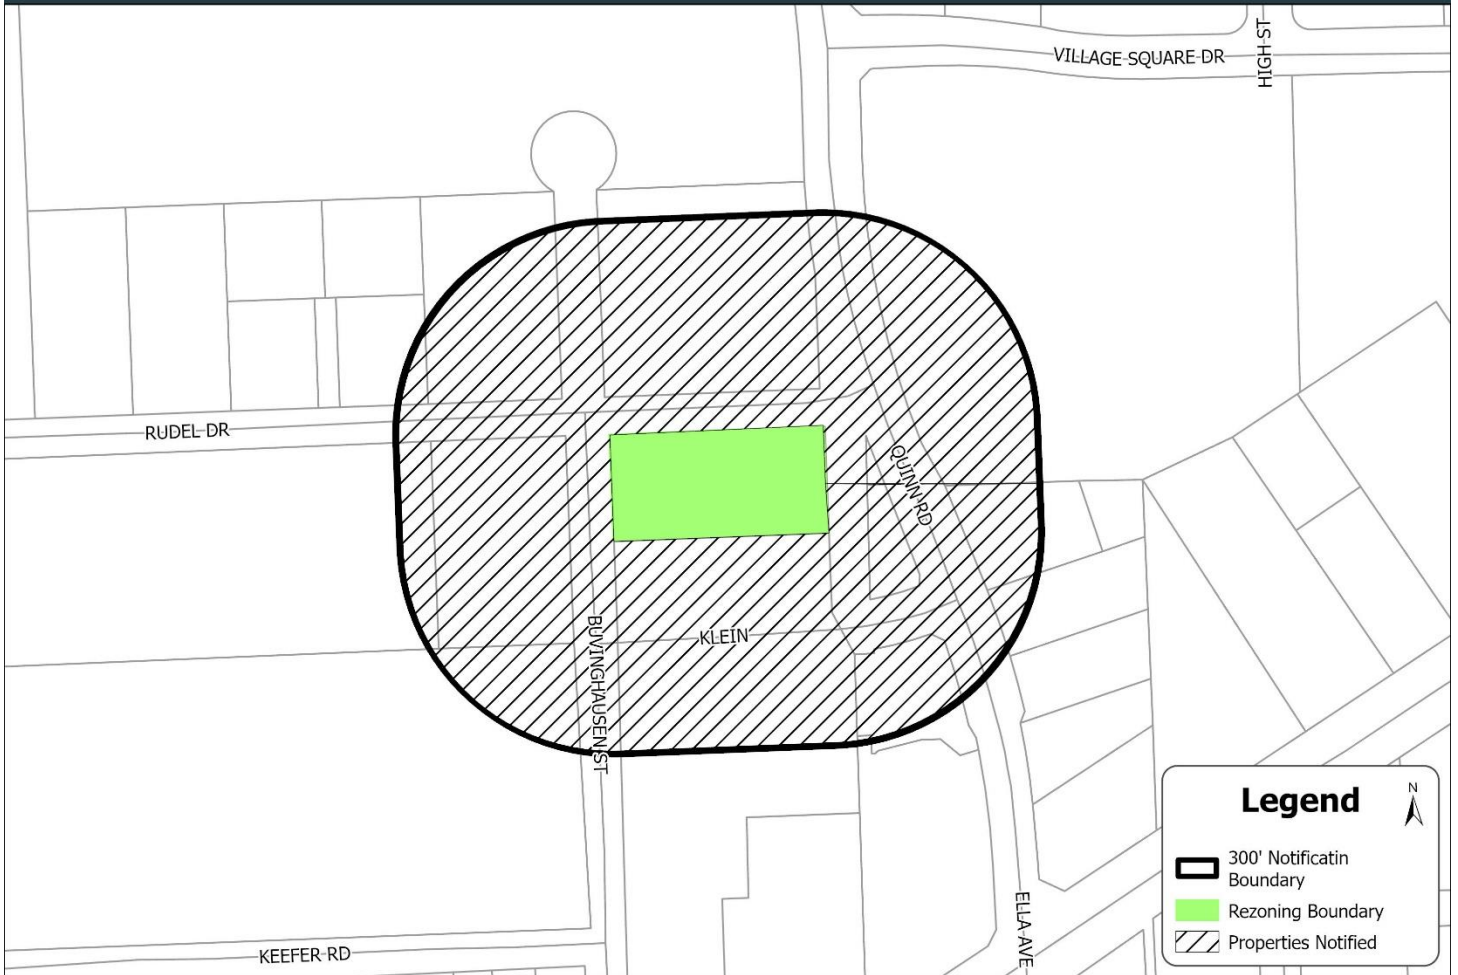 VILLAGE SQUARE DR
HIGH ST
RUDEL DR
QUINN RD
BUVINGHAUSEN ST
KLEIN
ELLA AVE
KEEFER RD
Legend
N
300' Notificatin
Boundary
Rezoning Boundary
Properties Notified